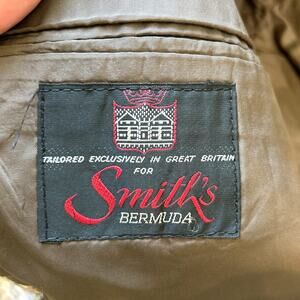 TAILORED EXCLUSIVELY IN GREAT BRITAIN
FOR
Smith's
BERMUDA